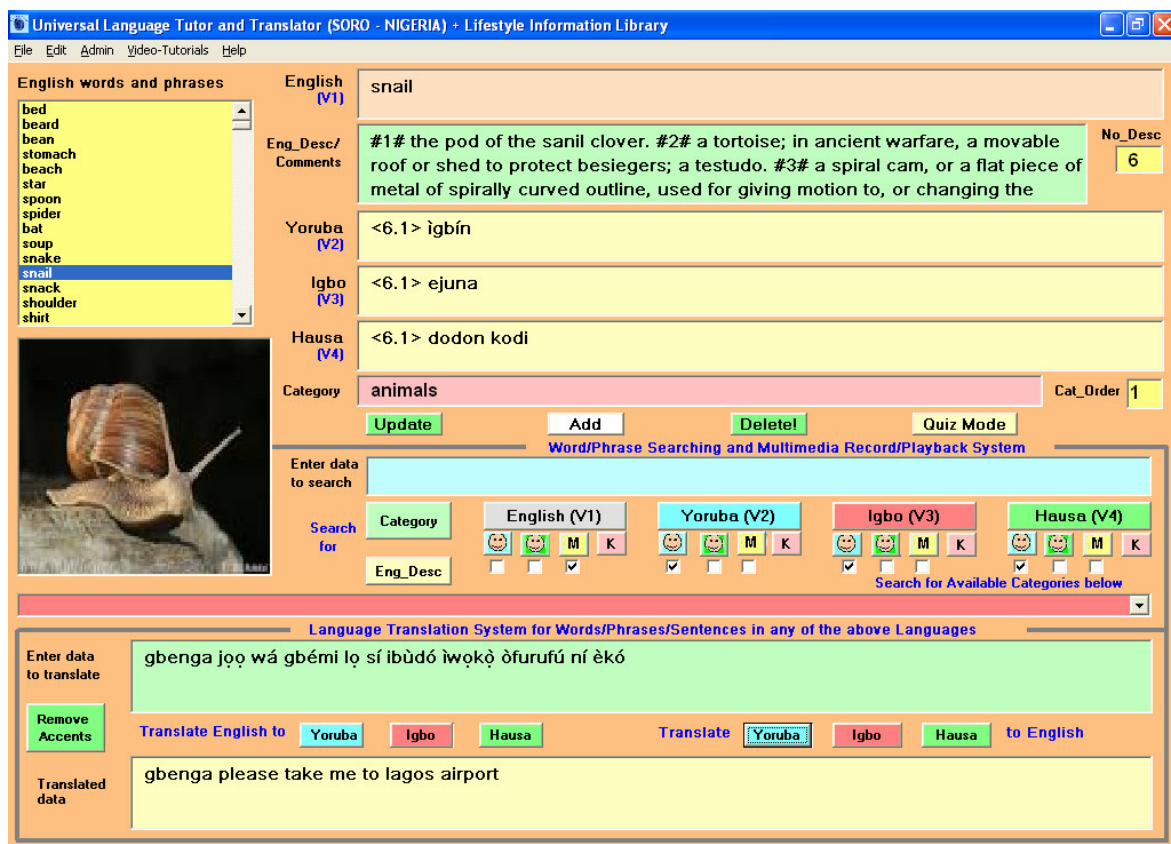 Universal Language Tutor and Translator (SORO - NIGERIA) + Lifestyle Information Library
File Edit Admin Video-Tutorials Help
English words and phrases
bed
beard
bean
stomach
beach
star
spoon
spider
bat
soup
snake
snail
snack
shoulder
shirt
English
(V1)
snail
Eng_Desc/
Comments
#1# the pod of the sanil clover. #2# a tortoise; in ancient warfare, a movable
roof or shed to protect besiegers; a testudo. #3# a spiral cam, or a flat piece of
metal of spirally curved outline, used for giving motion to, or changing the
No_Desc
6
Yoruba
(V2)
<6.1> ìgbín
Igbo
(V3)
<6.1> ejuna
Hausa
(V4)
<6.1> dodon kodi
Category
animals
Cat_Order 1
Update Add Delete! Quiz Mode
Word/Phrase Searching and Multimedia Record/Playback System
Enter data
to search
Search
for
Category
Eng_Desc
English (V1) Yoruba (V2) Igbo (V3) Hausa (V4)
M K M K M K M K
Search for Available Categories below
Language Translation System for Words/Phrases/Sentences in any of the above Languages
Enter data
to translate
gbenga jọọ wá gbémi lọ sí ibùdó ìwọkọ̀ òfurufú ní èkó
Remove
Accents
Translate English to Yoruba Igbo Hausa Translate Yoruba Igbo Hausa to English
Translated
data
gbenga please take me to lagos airport